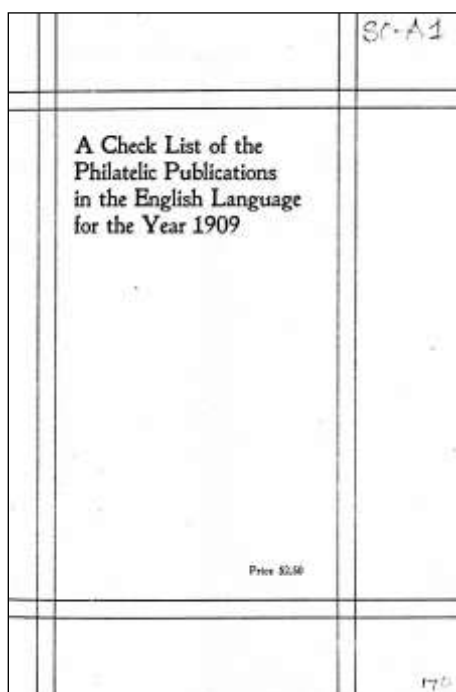 SC-A1
A Check List of the
Philatelic Publications
in the English Language
for the Year 1909
Price $2.50